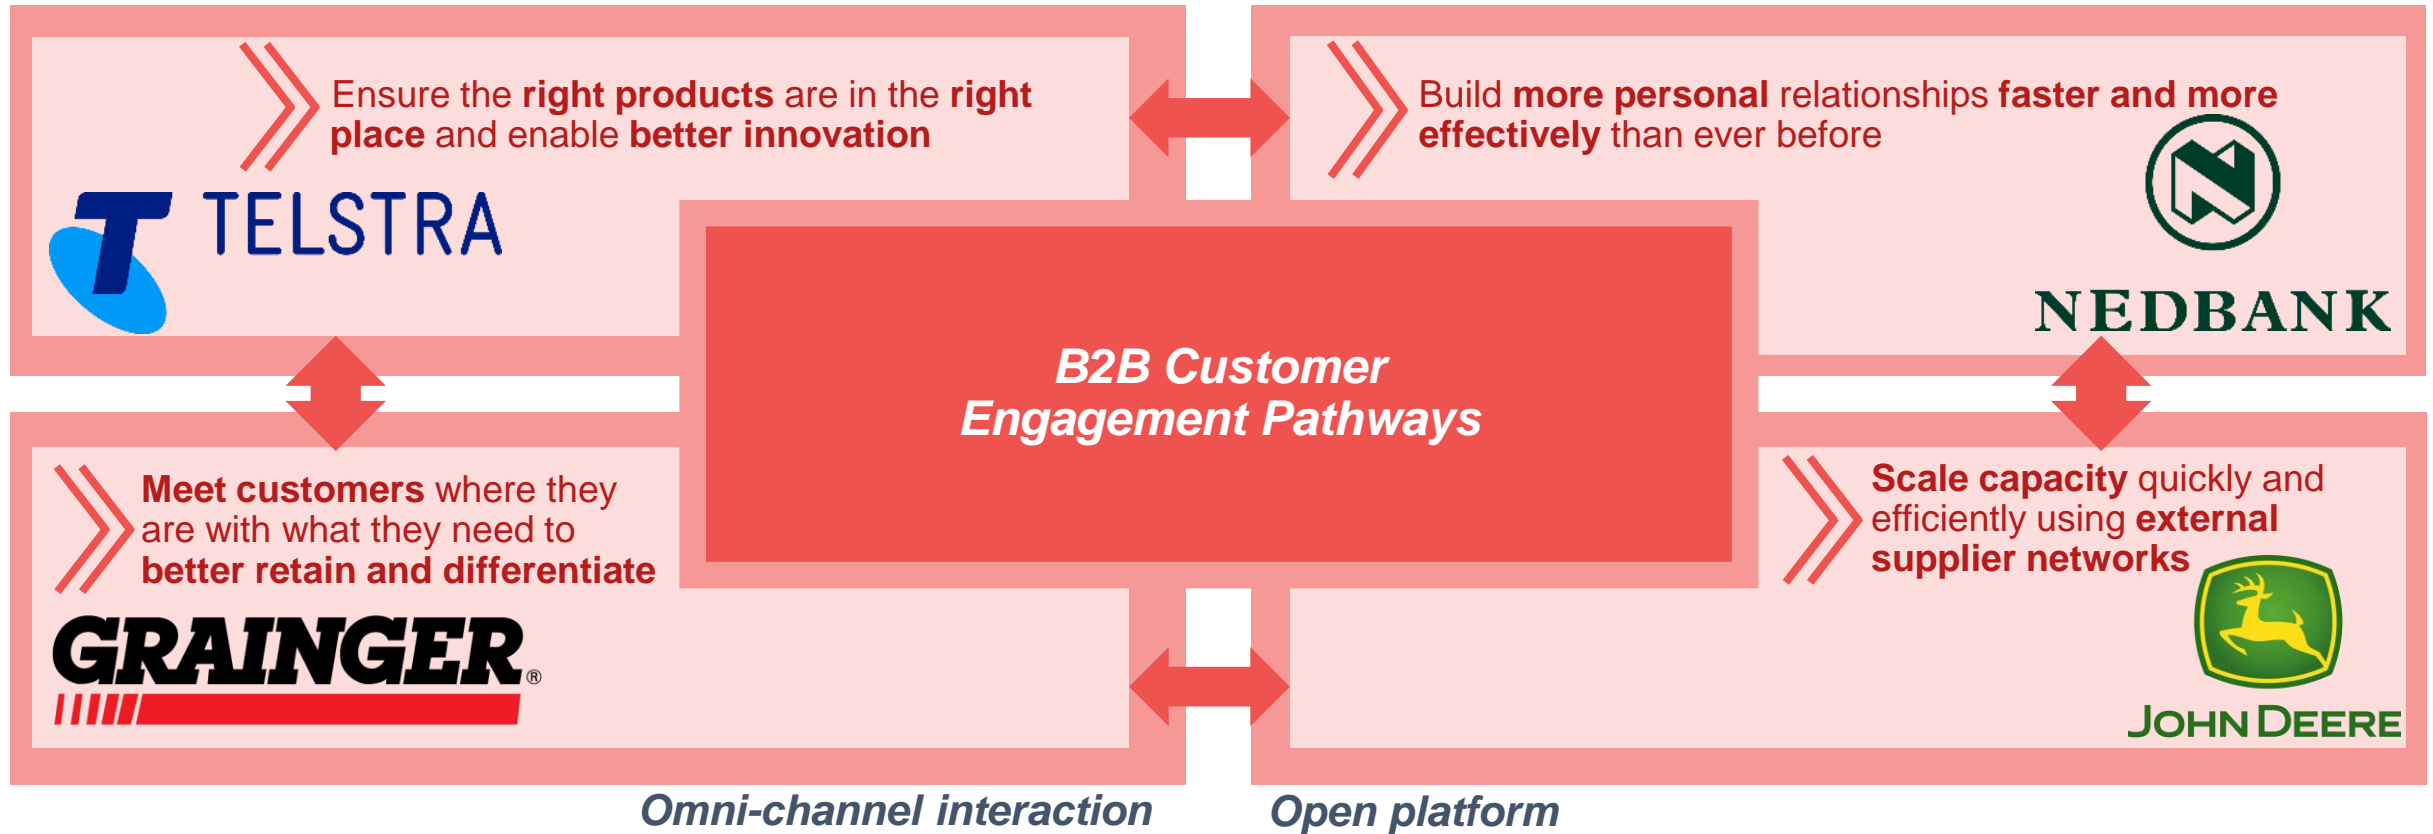 Ensure the right products are in the right
place and enable better innovation
TELSTRA
Build more personal relationships faster and more
effectively than ever before
NEDBANK
B2B Customer
Engagement Pathways
Meet customers where they
are with what they need to
better retain and differentiate
GRAINGER®
Scale capacity quickly and
efficiently using external
supplier networks
JOHN DEERE
Omni-channel interaction
Open platform